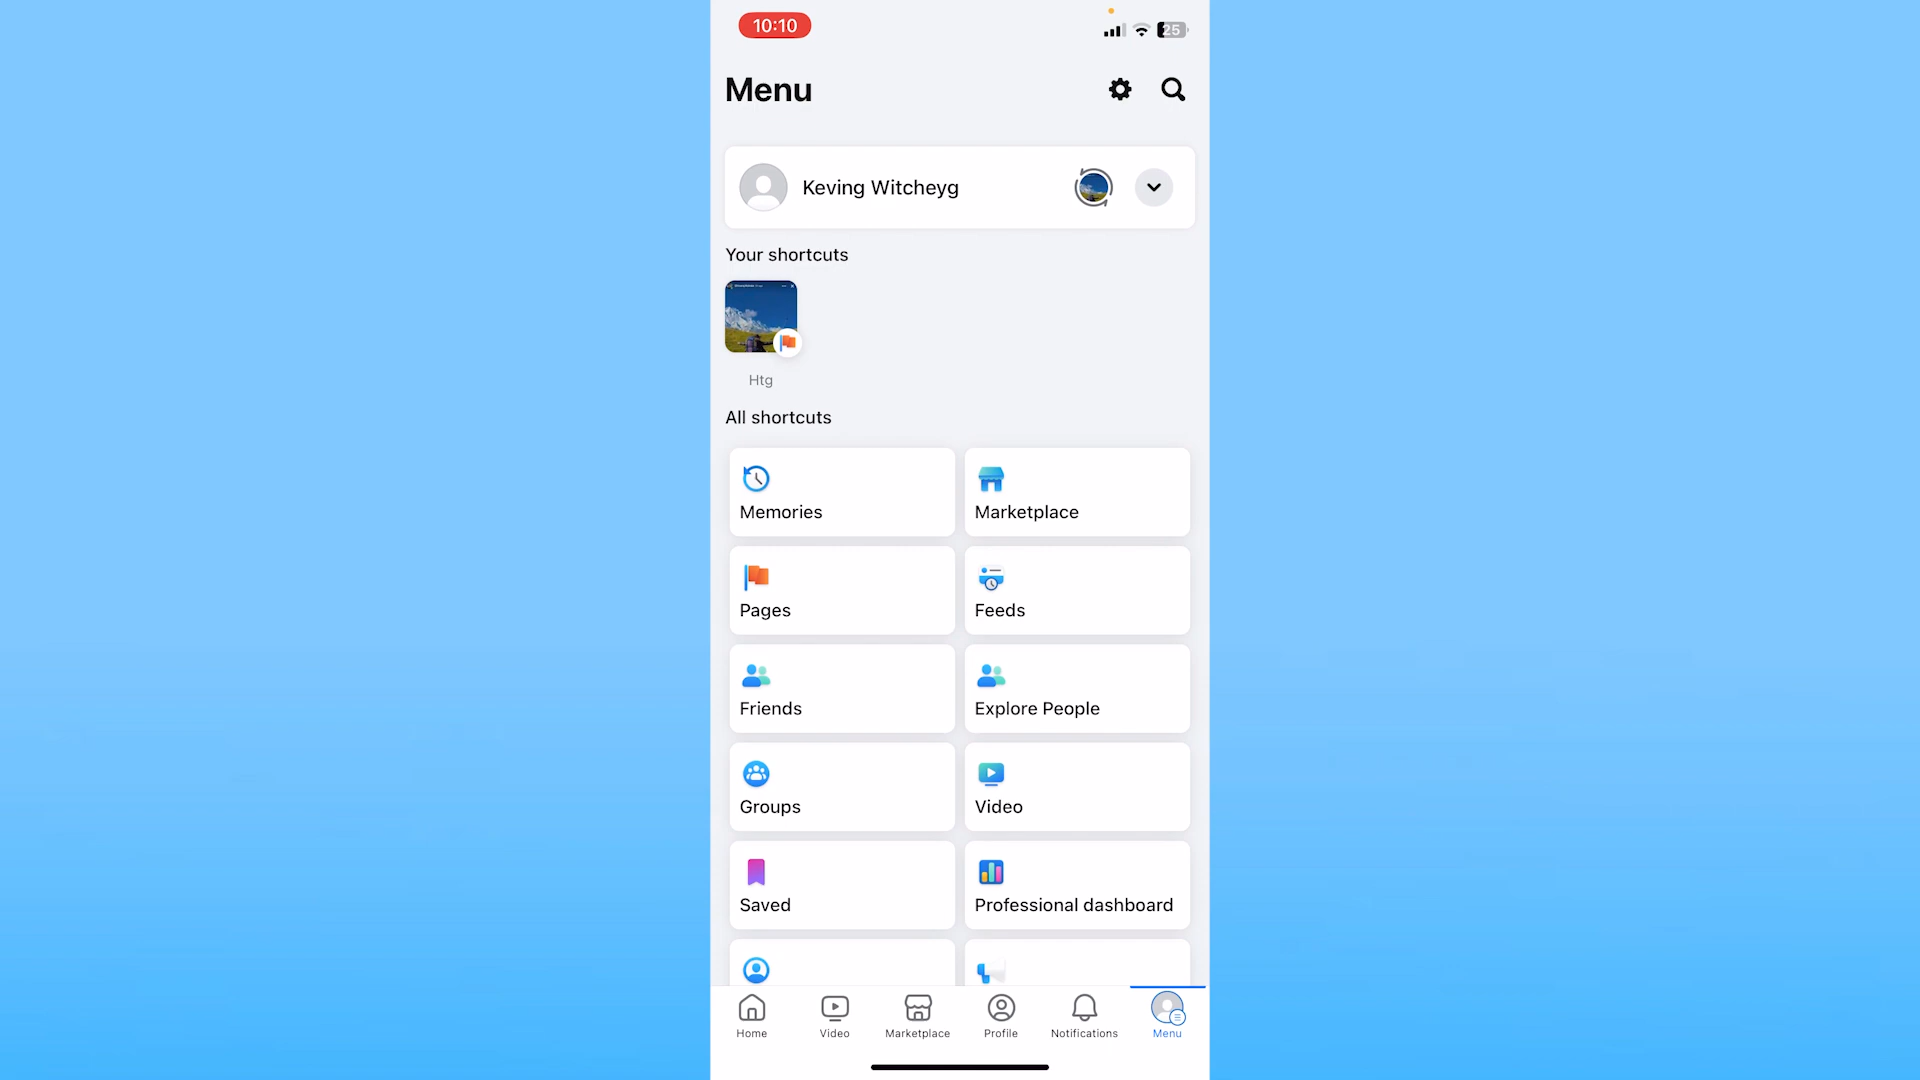 10:10
25
Menu
Keving Witcheyg
Your shortcuts
Htg
All shortcuts
Memories
Marketplace
Pages
Feeds
Friends
Explore People
Groups
Video
Saved
Professional dashboard
Home
Video
Marketplace
Profile
Notifications
Menu